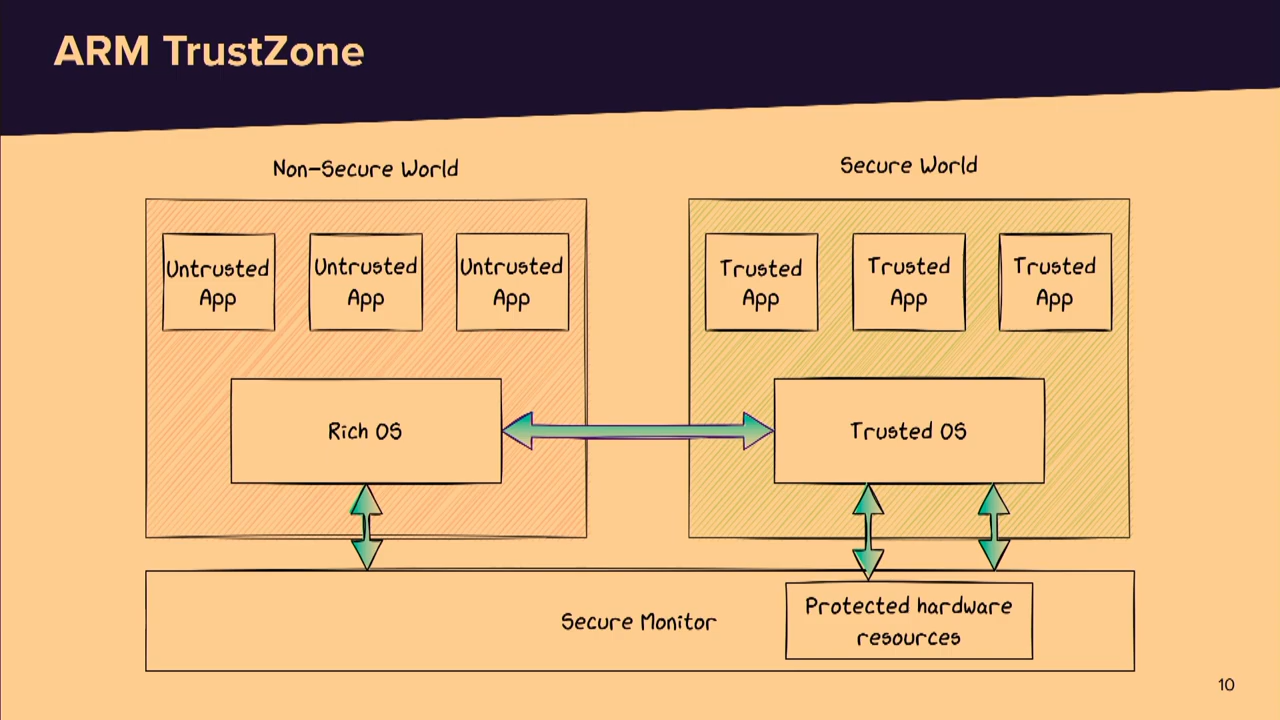 ARM TrustZone
Non-Secure World
Secure World
Untrusted
App
Untrusted
App
Untrusted
App
Trusted
App
Trusted
App
Trusted
App
Rich OS
Trusted OS
Secure Monitor
Protected hardware
resources
10